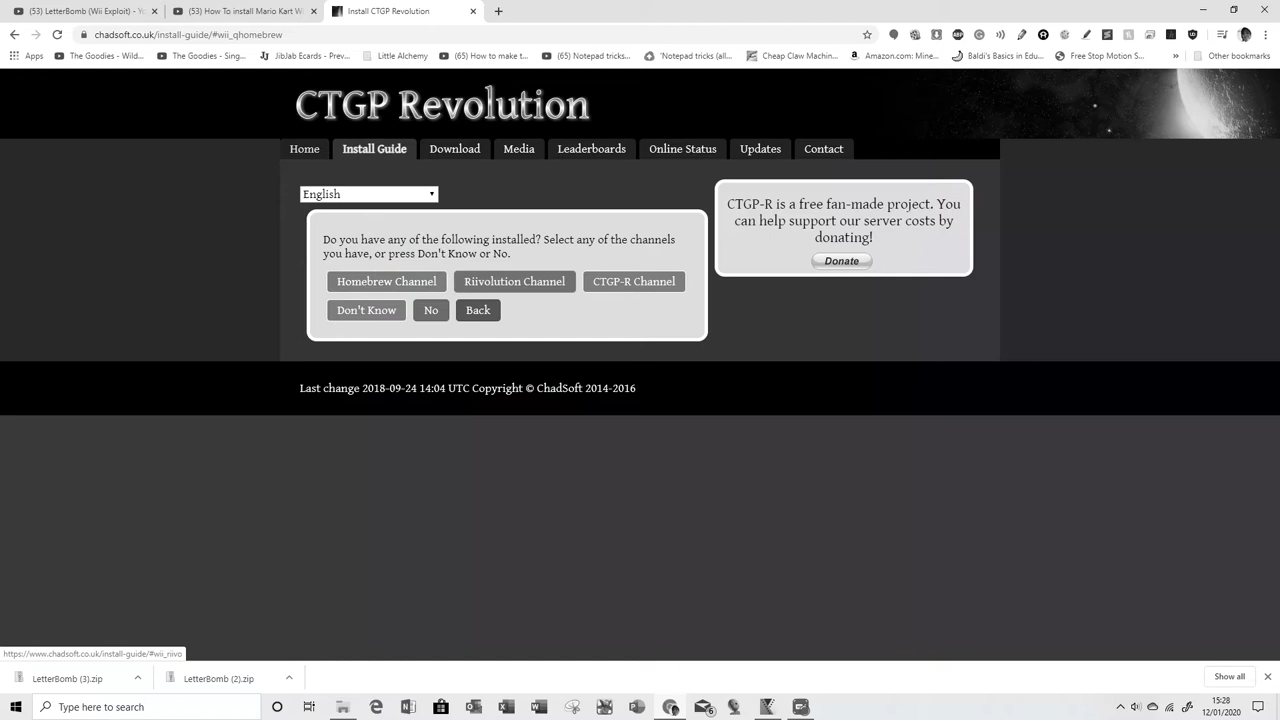 (53) LetterBomb (Wii Exploit) - Yo
(53) How To install Mario Kart W
Install CTGP Revolution
chadsoft.co.uk/install-guide/#wii_qhomebrew
Apps
The Goodies - Wild...
The Goodies - Sing...
JibJab Ecards - Prev...
Little Alchemy
(65) How to make t...
(65) Notepad tricks...
'Notepad tricks (all...
Cheap Claw Machin...
Amazon.com: Mine...
Baldi's Basics in Edu...
Free Stop Motion S...
»
Other bookmarks
CTGP Revolution
Home
Install Guide
Download
Media
Leaderboards
Online Status
Updates
Contact
English
CTGP-R is a free fan-made project. You
can help support our server costs by
donating!
Donate
Do you have any of the following installed? Select any of the channels
you have, or press Don't Know or No.
Homebrew Channel
Riivolution Channel
CTGP-R Channel
Don't Know
No
Back
Last change 2018-09-24 14:04 UTC Copyright © ChadSoft 2014-2016
https://www.chadsoft.co.uk/install-guide/#wii_riivo
LetterBomb (3).zip
LetterBomb (2).zip
Show all
Type here to search
15:28
12/01/2020